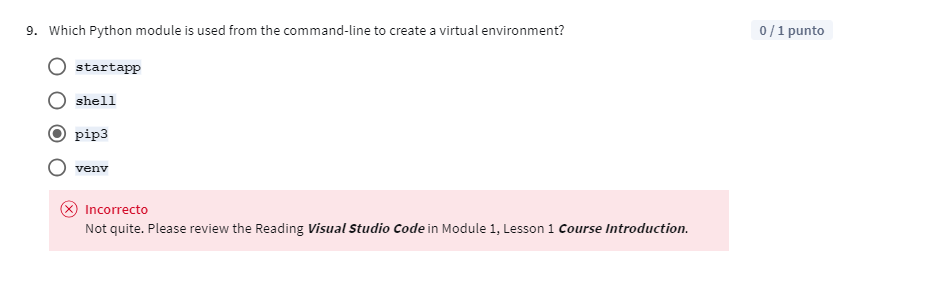 9. Which Python module is used from the command-line to create a virtual environment?
0 / 1 punto
startapp
shell
pip3
venv
Incorrecto
Not quite. Please review the Reading Visual Studio Code in Module 1, Lesson 1 Course Introduction.